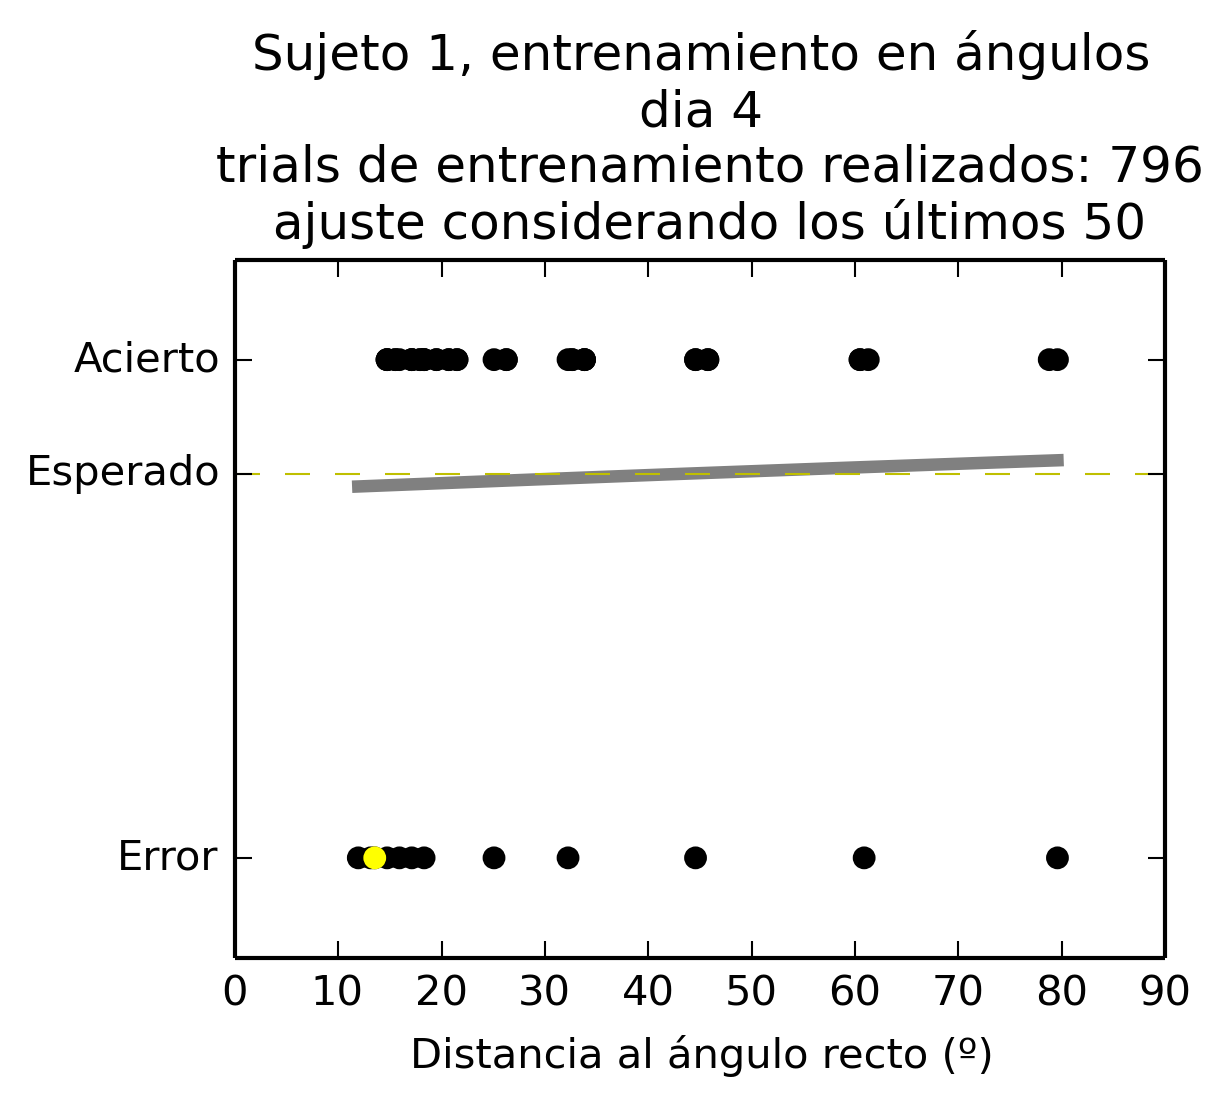 Sujeto 1, entrenamiento en ángulos
dia 4
trials de entrenamiento realizados: 796
ajuste considerando los últimos 50
Acierto
Esperado
Error
0 10 20 30 40 50 60 70 80 90
Distancia al ángulo recto (º)